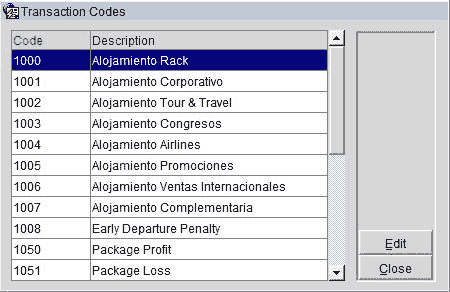 Transaction Codes
Code Description
1000 Alojamiento Rack
1001 Alojamiento Corporativo
1002 Alojamiento Tour & Travel
1003 Alojamiento Congresos
1004 Alojamiento Airlines
1005 Alojamiento Promociones
1006 Alojamiento Ventas Internacionales
1007 Alojamiento Complementaria
1008 Early Departure Penalty
1050 Package Profit
1051 Package Loss
Edit
Close